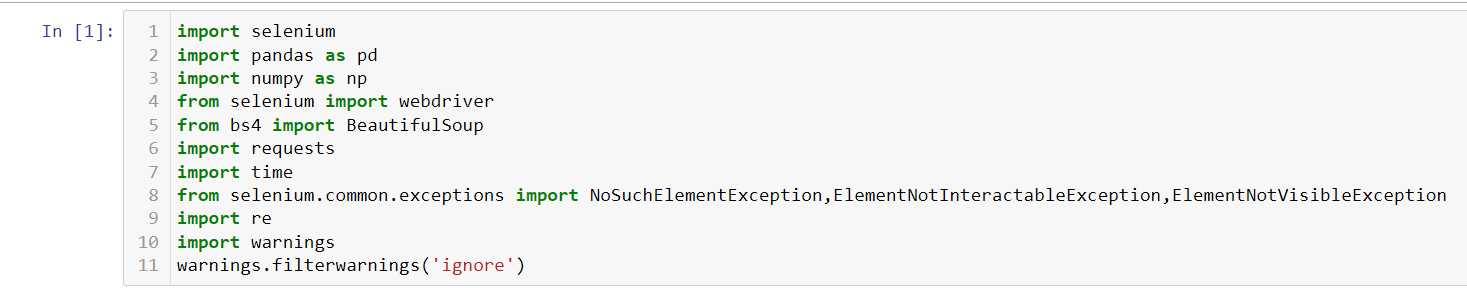 In [1]:
1 import selenium
2 import pandas as pd
3 import numpy as np
4 from selenium import webdriver
5 from bs4 import BeautifulSoup
6 import requests
7 import time
8 from selenium.common.exceptions import NoSuchElementException,ElementNotInteractableException,ElementNotVisibleException
9 import re
10 import warnings
11 warnings.filterwarnings('ignore')